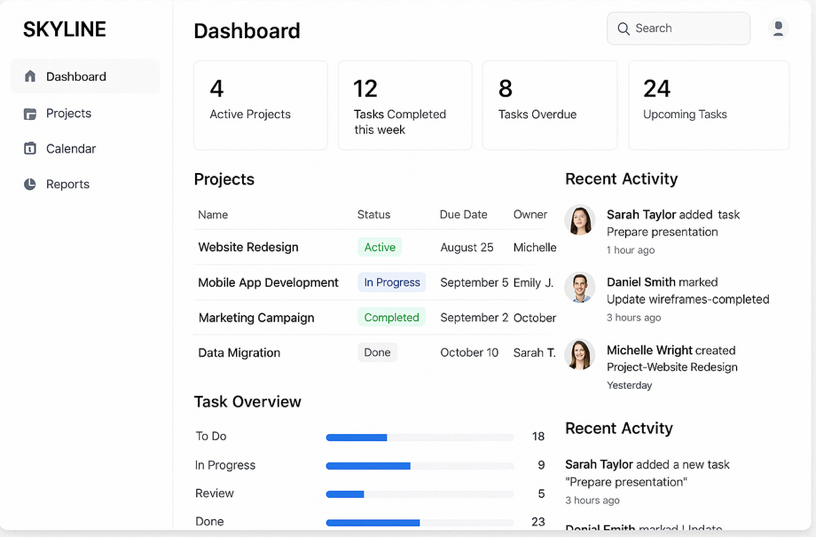 SKYLINE
Dashboard
Projects
Calendar
Reports
Dashboard
Search
4
Active Projects
12
Tasks Completed
this week
8
Tasks Overdue
24
Upcoming Tasks
Projects
Name Status Due Date Owner
Website Redesign Active August 25 Michelle
Mobile App Development In Progress September 5 Emily J.
Marketing Campaign Completed September 2 October
Data Migration Done October 10 Sarah T.
Task Overview
To Do 18
In Progress 9
Review 5
Done 23
Recent Activity
Sarah Taylor added task
Prepare presentation
1 hour ago
Daniel Smith marked
Update wireframes-completed
3 hours ago
Michelle Wright created
Project-Website Redesign
Yesterday
Recent Actvity
Sarah Taylor added a new task
"Prepare presentation"
3 hours ago
Donial Emith marked Update